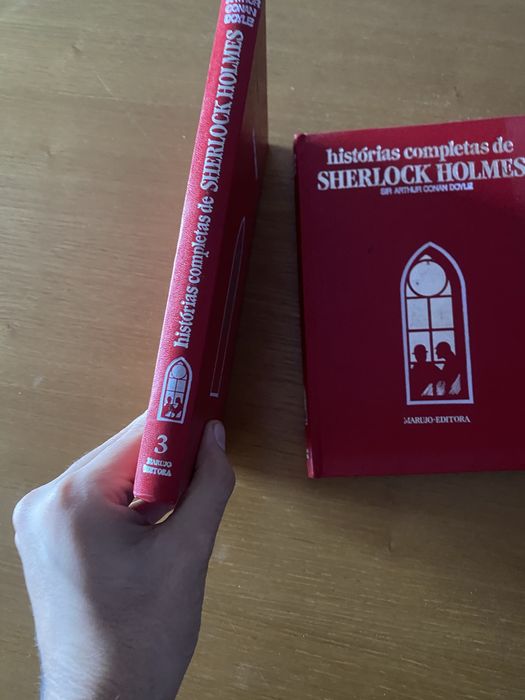 ARTHUR
CONAN
DOYLE
histórias completas de SHERLOCK HOLMES
3
MARUJO
EDITORA
histórias completas de
SHERLOCK HOLMES
SIR ARTHUR CONAN DOYLE
MARUJO-EDITORA